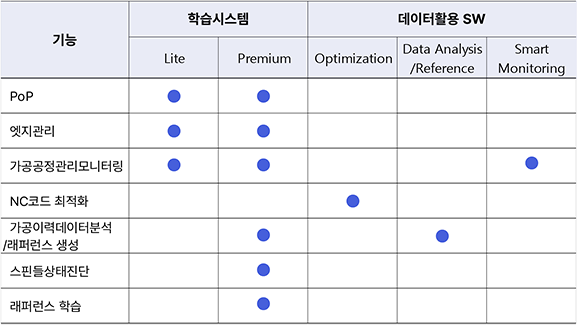 기능
학습시스템
데이터활용 SW
Lite
Premium
Optimization
Data Analysis
/Reference
Smart
Monitoring
PoP
엣지관리
가공공정관리모니터링
NC코드 최적화
가공이력데이터분석
/래퍼런스 생성
스핀들상태진단
래퍼런스 학습